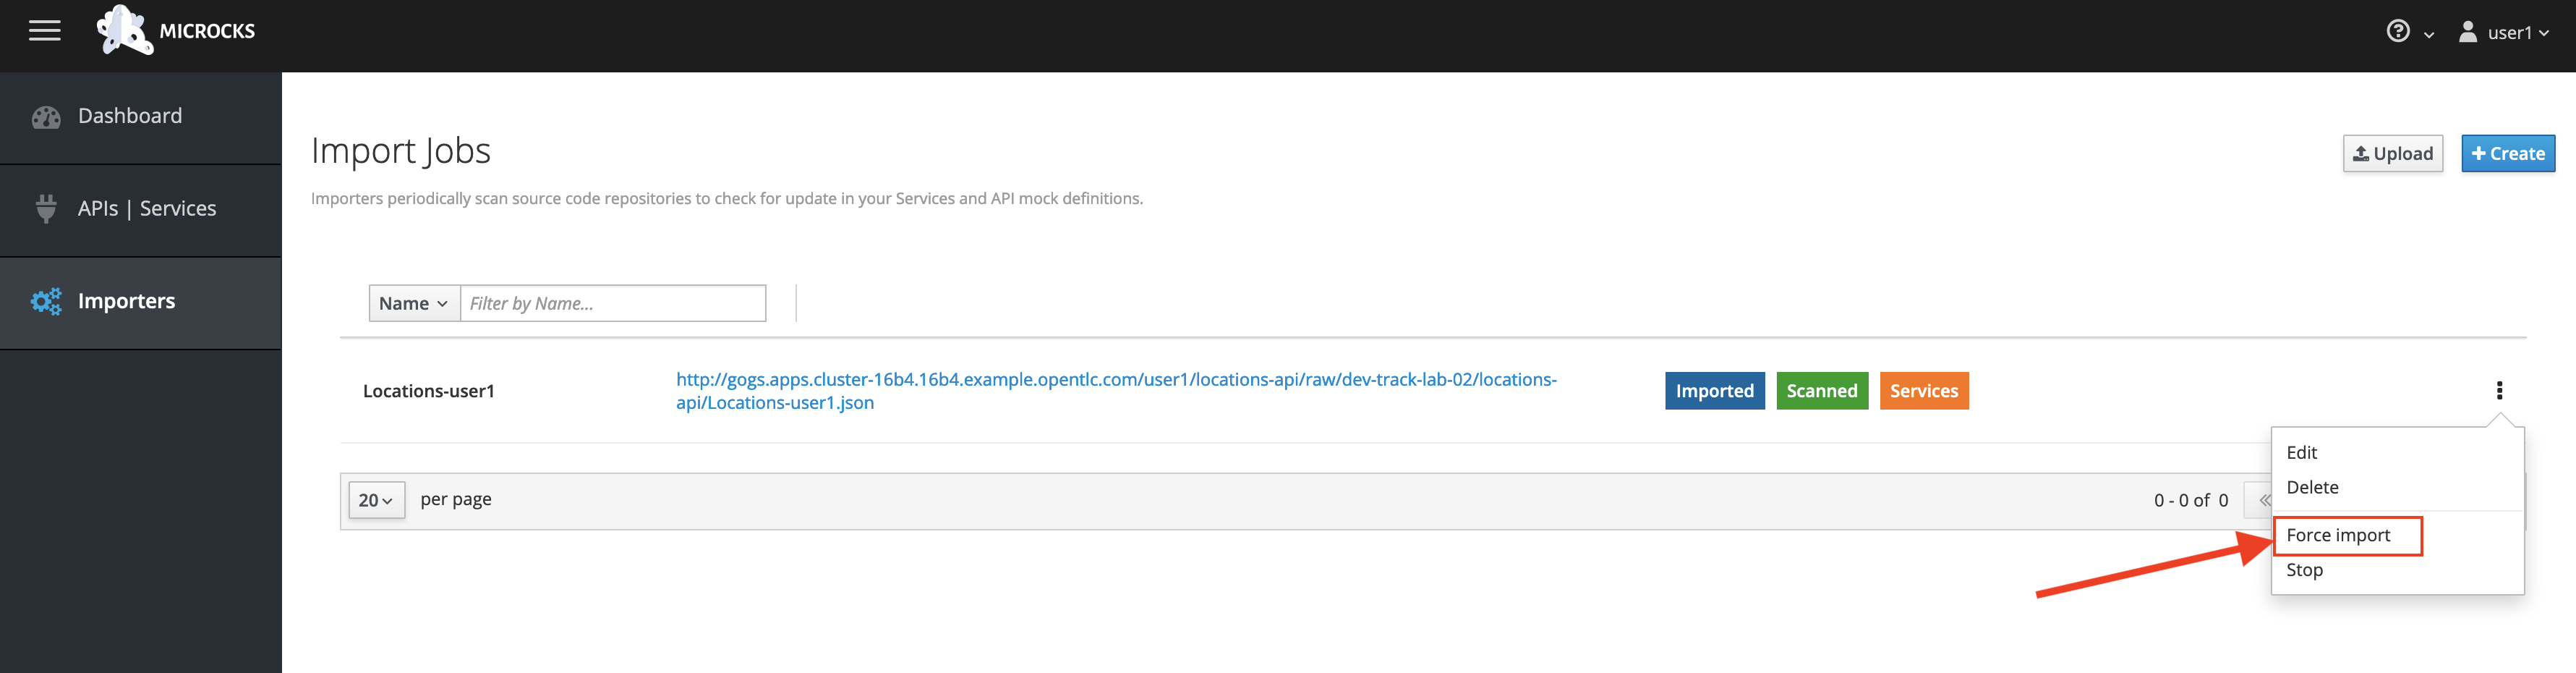 MICROCKS
user1
Dashboard
APIs | Services
Importers
Import Jobs
Upload
Create
Importers periodically scan source code repositories to check for update in your Services and API mock definitions.
Name
Filter by Name...
Locations-user1
http://gogs.apps.cluster-16b4.16b4.example.opentlc.com/user1/locations-api/raw/dev-track-lab-02/locations-
api/Locations-user1.json
Imported
Scanned
Services
20
per page
0 - 0 of 0
Edit
Delete
Force import
Stop